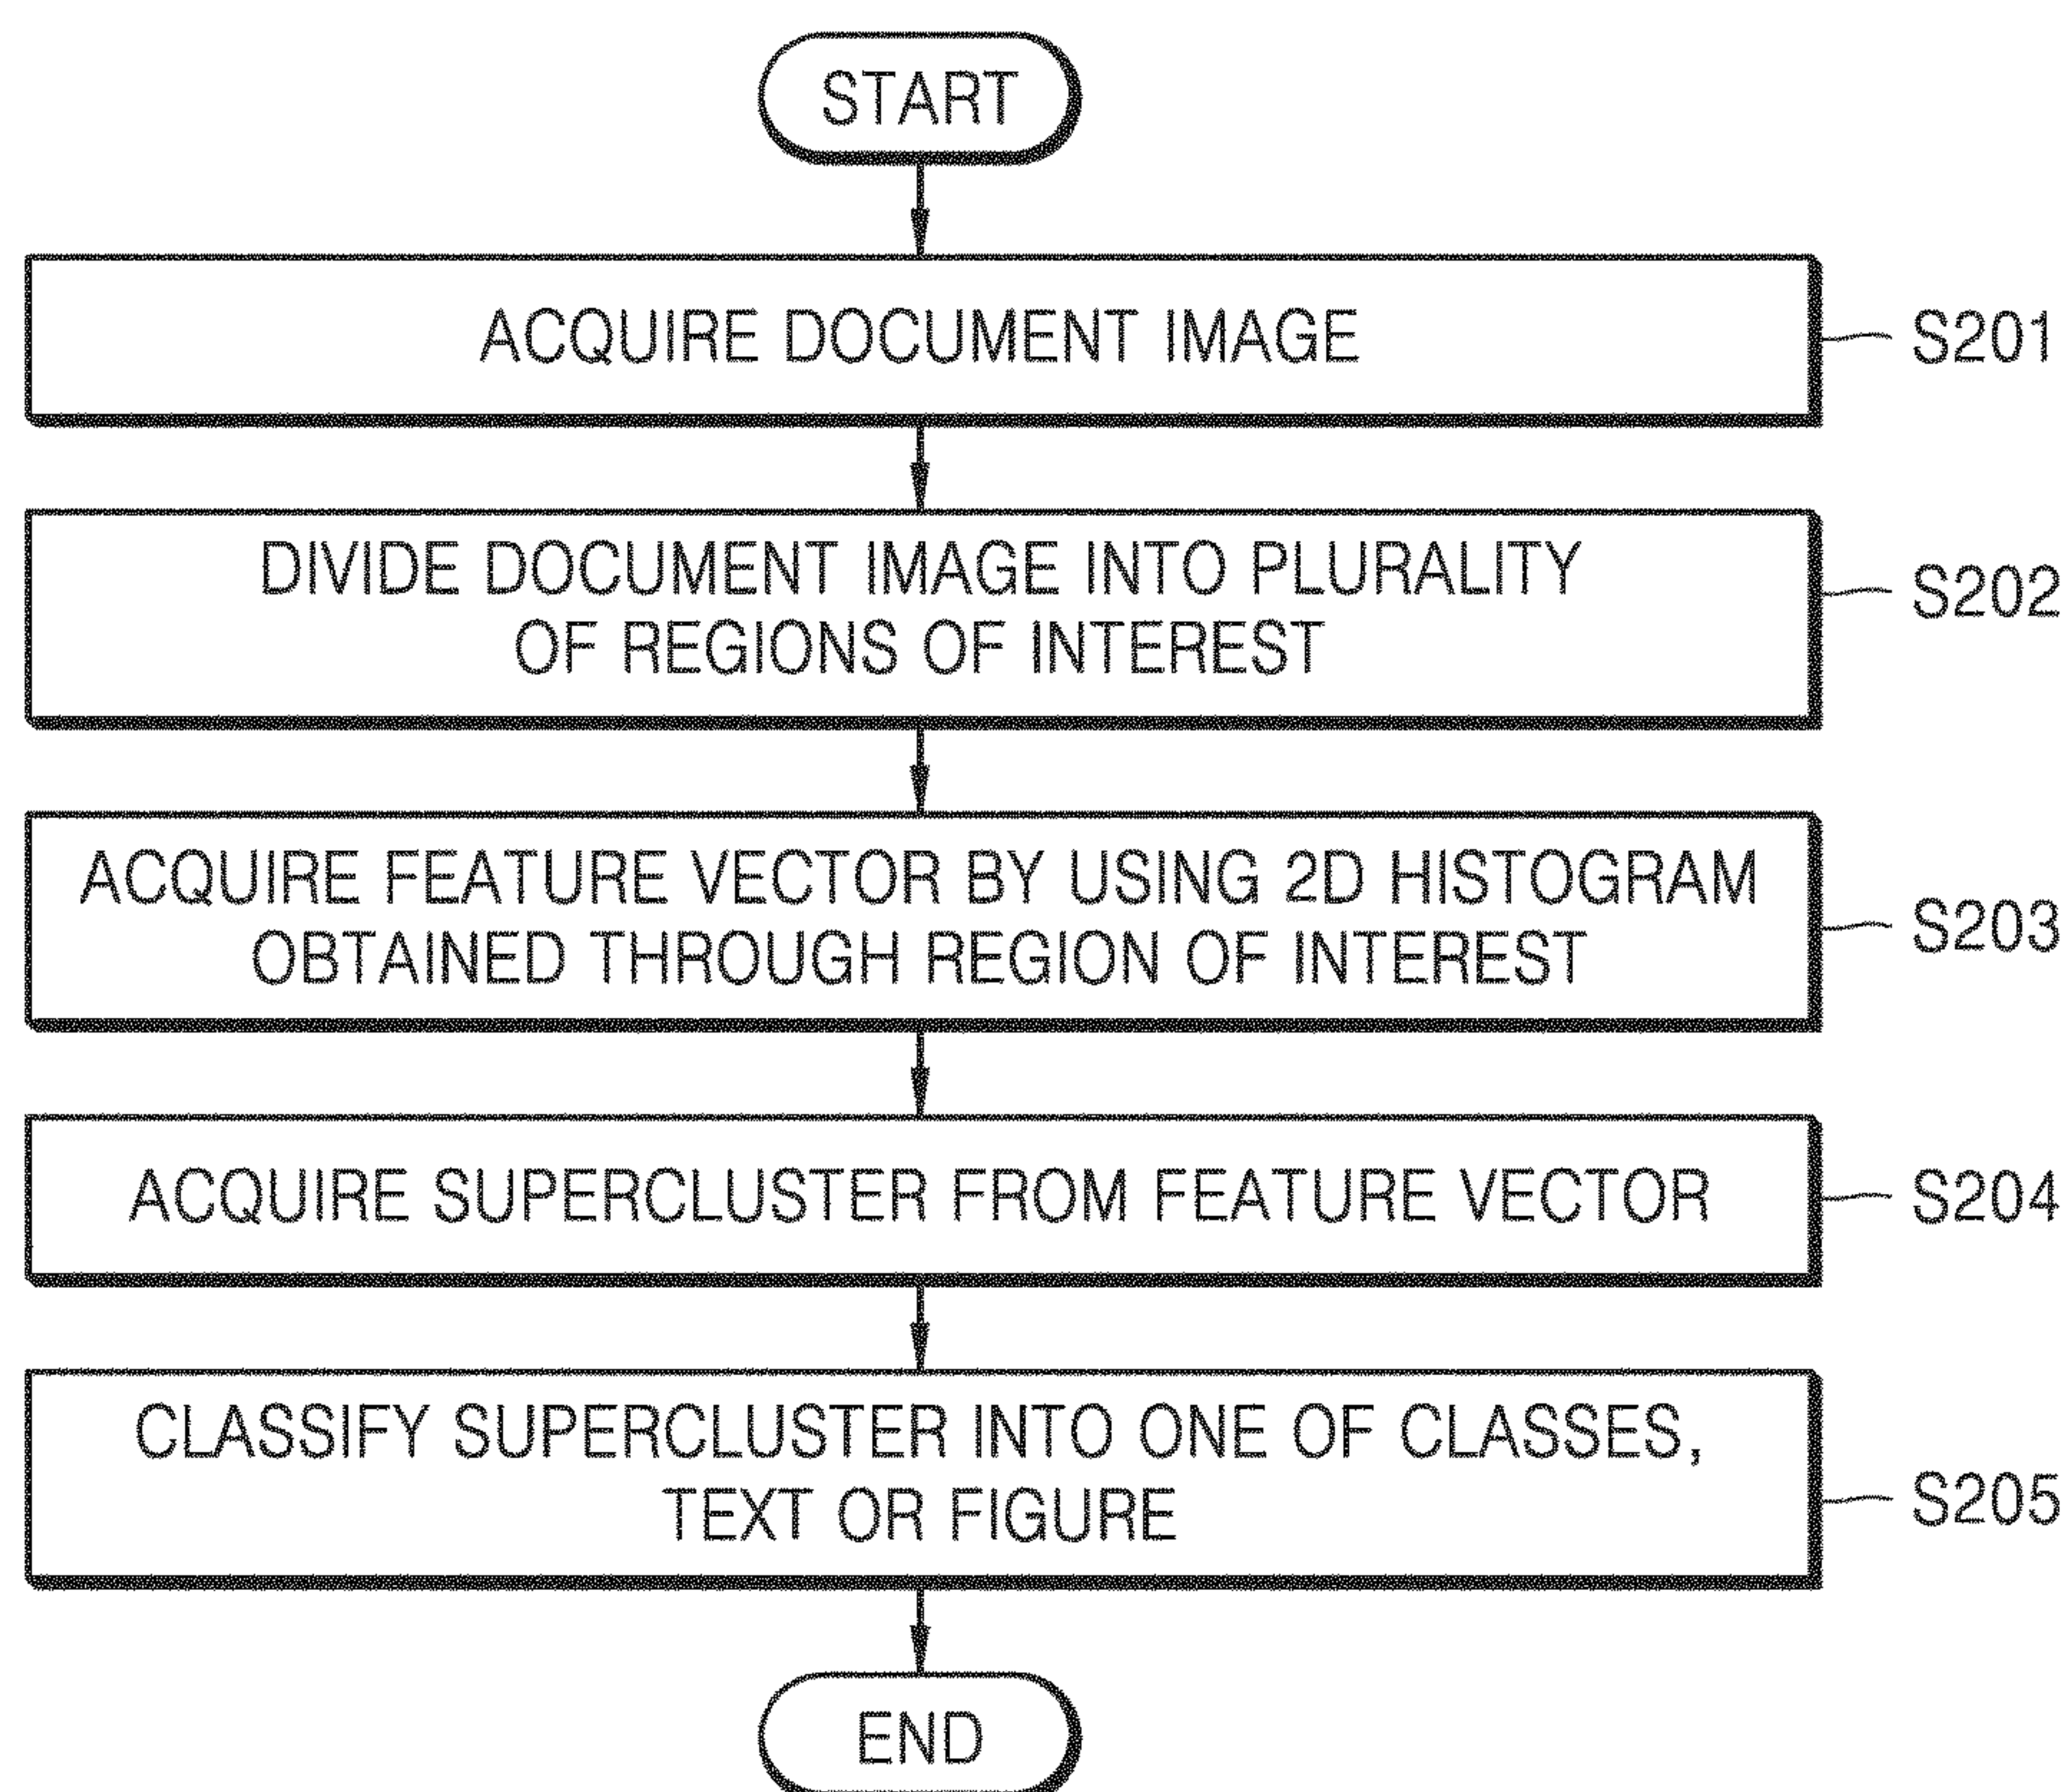 START
ACQUIRE DOCUMENT IMAGE
S201
DIVIDE DOCUMENT IMAGE INTO PLURALITY
OF REGIONS OF INTEREST
S202
ACQUIRE FEATURE VECTOR BY USING 2D HISTOGRAM
OBTAINED THROUGH REGION OF INTEREST
S203
ACQUIRE SUPERCLUSTER FROM FEATURE VECTOR
S204
CLASSIFY SUPERCLUSTER INTO ONE OF CLASSES,
TEXT OR FIGURE
S205
END